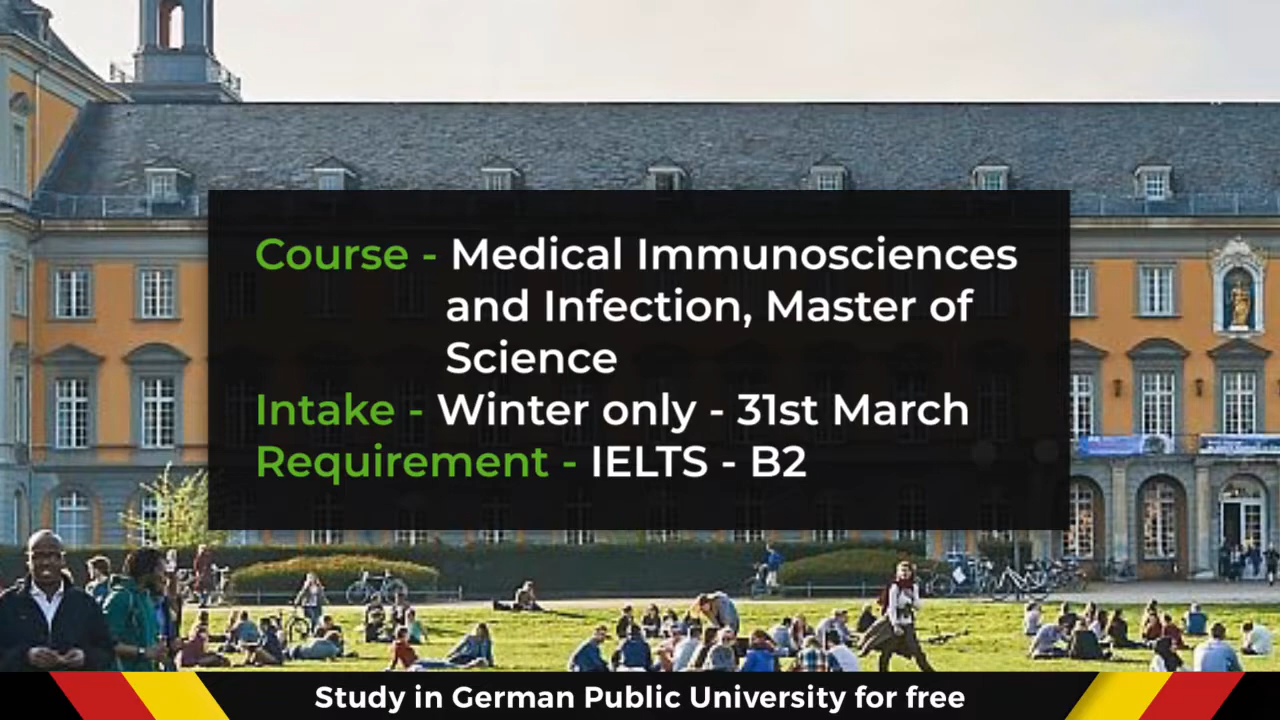 Course - Medical Immunosciences
and Infection, Master of
Science
Intake - Winter only - 31st March
Requirement - IELTS - B2
Study in German Public University for free